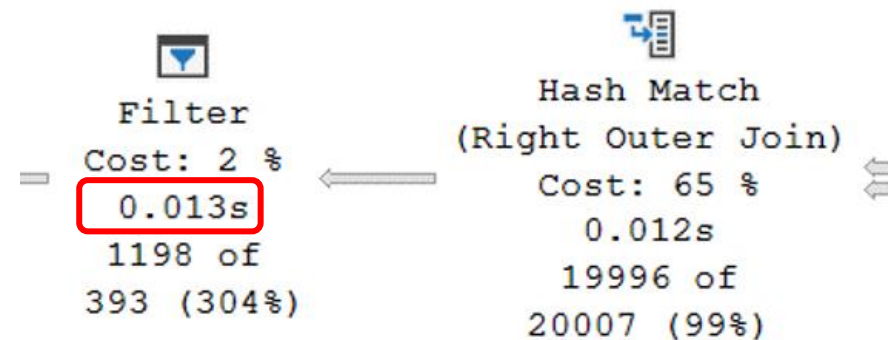 Filter
Cost: 2 %
0.013s
1198 of
393 (304%)
Hash Match
(Right Outer Join)
Cost: 65 %
0.012s
19996 of
20007 (99%)